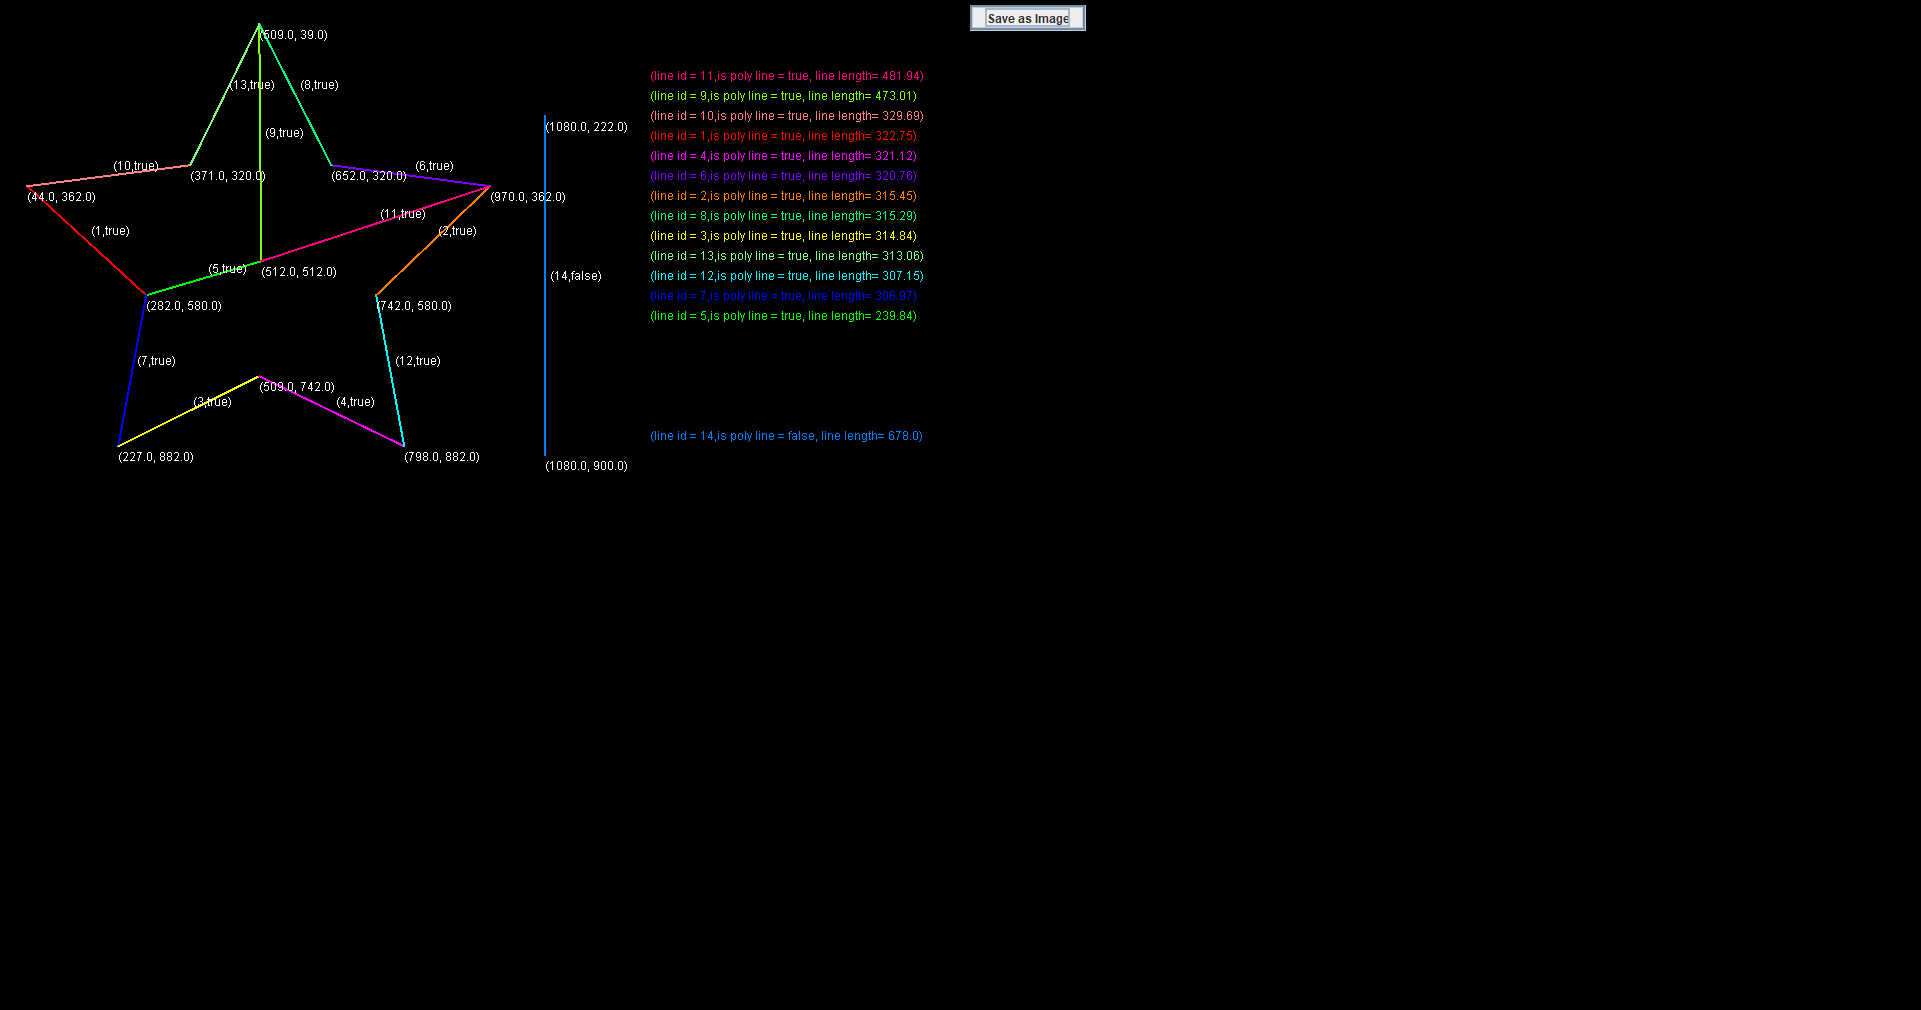 Save as Image
(509.0, 39.0)
(13,true)
(8,true)
(9,true)
(10,true)
(371.0, 320.0)
(652.0, 320.0)
(6,true)
(44.0, 362.0)
(970.0, 362.0)
(11,true)
(1,true)
(2,true)
(5,true)
(512.0, 512.0)
(282.0, 580.0)
(742.0, 580.0)
(7,true)
(12,true)
(509.0, 742.0)
(3,true)
(4,true)
(227.0, 882.0)
(798.0, 882.0)
(1080.0, 222.0)
(14,false)
(1080.0, 900.0)
(line id = 11,is poly line = true, line length= 481.94)
(line id = 9,is poly line = true, line length= 473.01)
(line id = 10,is poly line = true, line length= 329.69)
(line id = 1,is poly line = true, line length= 322.75)
(line id = 4,is poly line = true, line length= 321.12)
(line id = 6,is poly line = true, line length= 320.76)
(line id = 2,is poly line = true, line length= 315.45)
(line id = 8,is poly line = true, line length= 315.29)
(line id = 3,is poly line = true, line length= 314.84)
(line id = 13,is poly line = true, line length= 313.06)
(line id = 12,is poly line = true, line length= 307.15)
(line id = 7,is poly line = true, line length= 306.97)
(line id = 5,is poly line = true, line length= 239.84)
(line id = 14,is poly line = false, line length= 678.0)